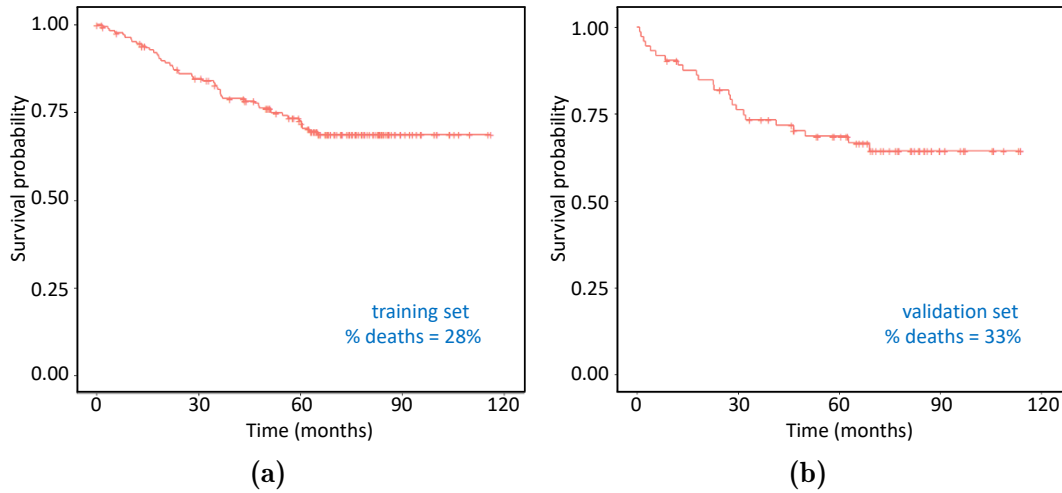 1.00
0.75
0.50
0.25
0.00
Survival probability
training set
% deaths = 28%
0 30 60 90 120
Time (months)
(a)
1.00
0.75
0.50
0.25
0.00
Survival probability
validation set
% deaths = 33%
0 30 60 90 120
Time (months)
(b)